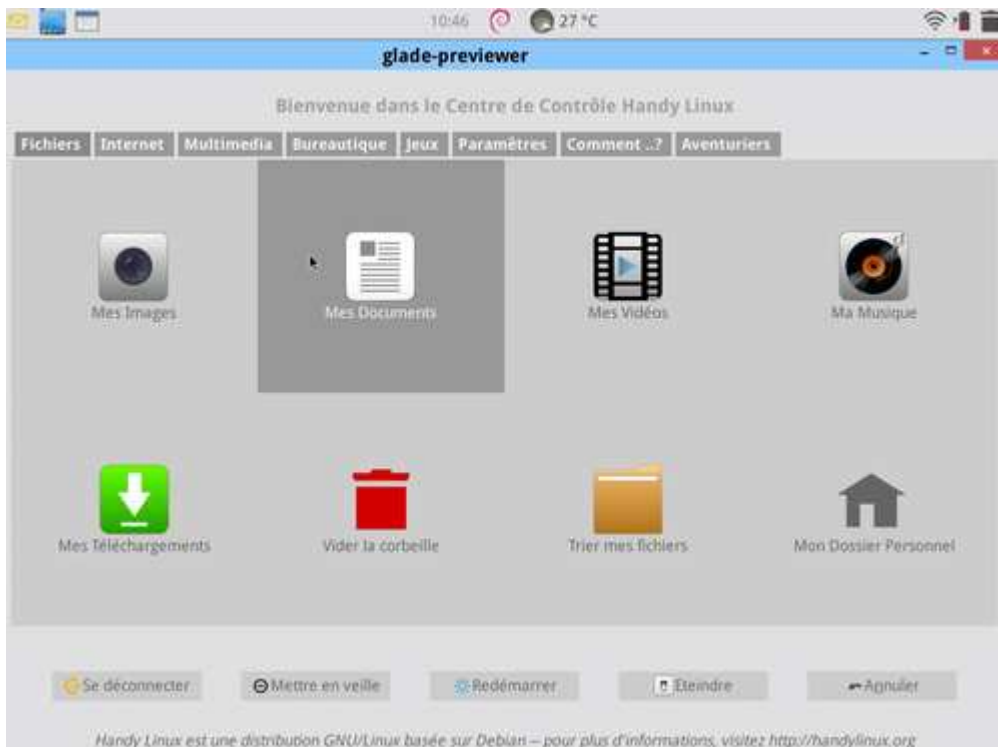 10:46 27 °C
glade-previewer
Bienvenue dans le Centre de Contrôle Handy Linux
Fichiers Internet Multimedia Bureautique Jeux Paramètres Comment ..? Aventuriers
Mes Images Mes Documents Mes Vidéos Ma Musique
Mes Téléchargements Vider la corbeille Trier mes fichiers Mon Dossier Personnel
Se déconnecter Mettre en veille Redémarrer Eteindre Agnuler
Handy Linux est une distribution GNU/Linux basée sur Debian – pour plus d'informations, visitez http://handylinux.org